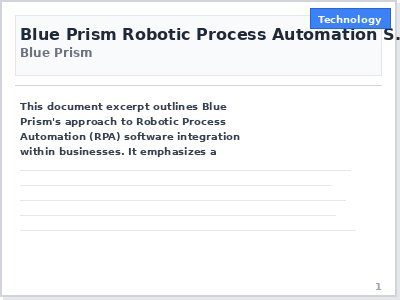 Technology
Blue Prism Robotic Process Automation S.
Blue Prism
This document excerpt outlines Blue
Prism's approach to Robotic Process
Automation (RPA) software integration
within businesses. It emphasizes a
1